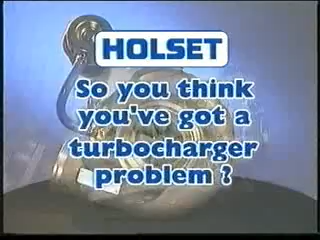 HOLSET
So you think
you've got a
turbocharger
problem ?